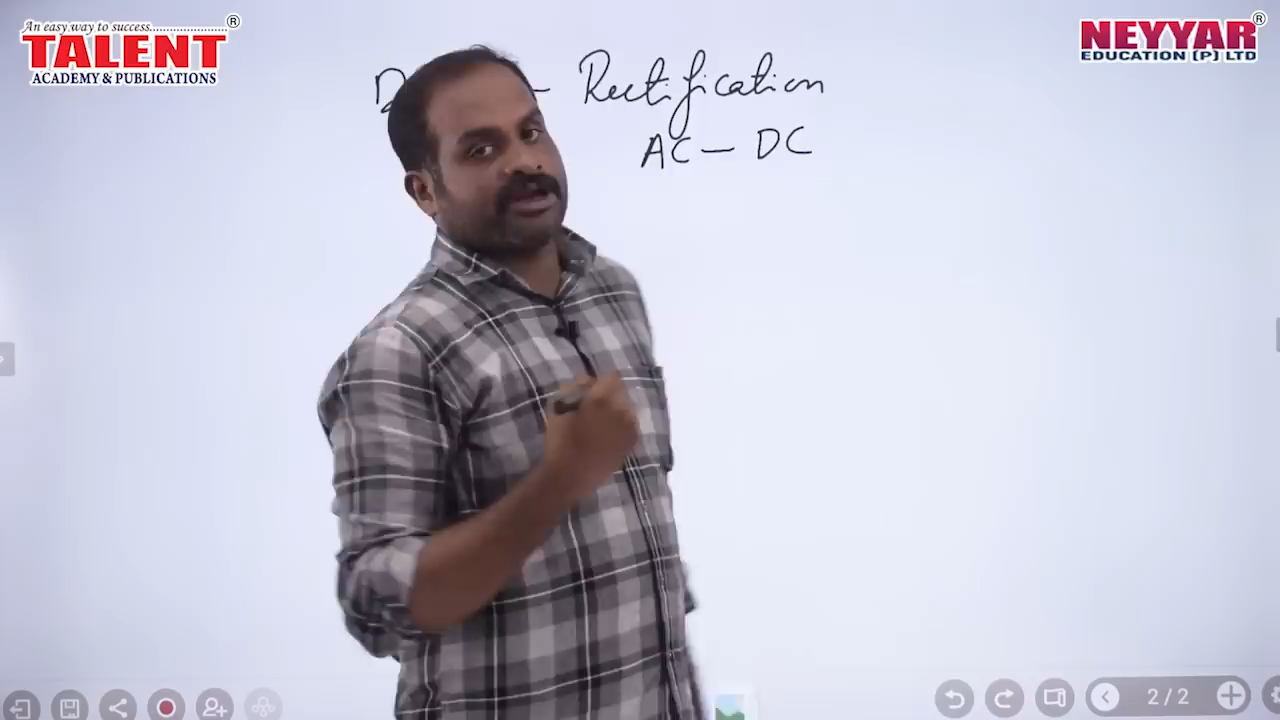 An easy way to success........................
TALENT®
ACADEMY & PUBLICATIONS
NEYYAR®
EDUCATION (P) LTD
- Rectification
AC - DC
2/2